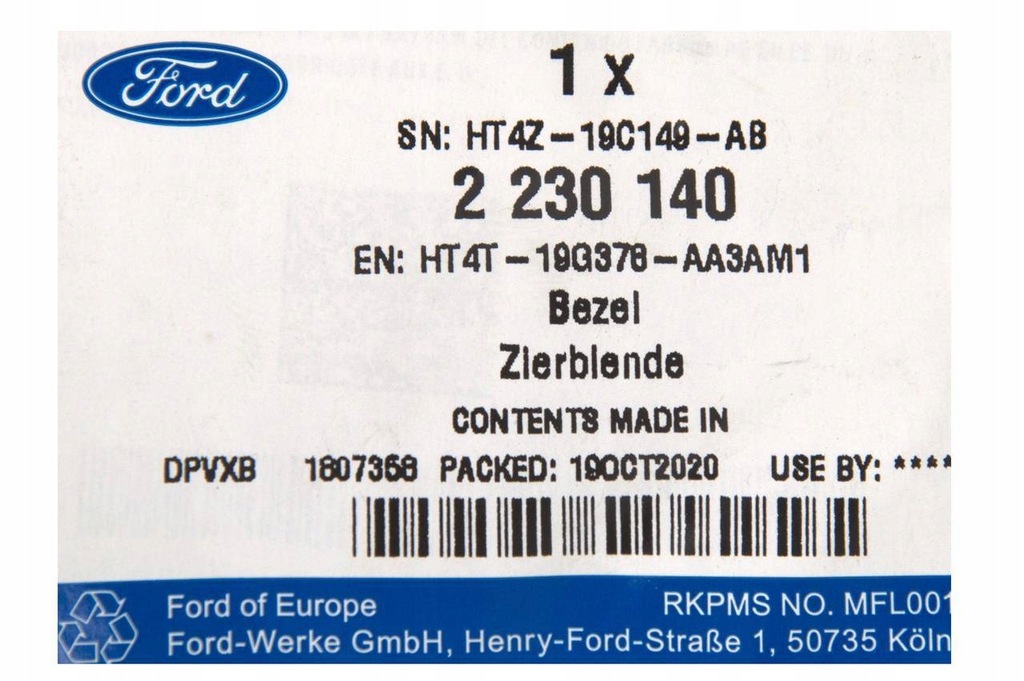 Ford
1 x
SN: HT4Z-19C149-AB
2 230 140
EN: HT4T-19G378-AA3AM1
Bezel
Zierblende
CONTENTS MADE IN
DPVXB 1807368 PACKED: 19OCT2020 USE BY: ****
Ford of Europe RKPMS NO. MFL001
Ford-Werke GmbH, Henry-Ford-Straße 1, 50735 Köln